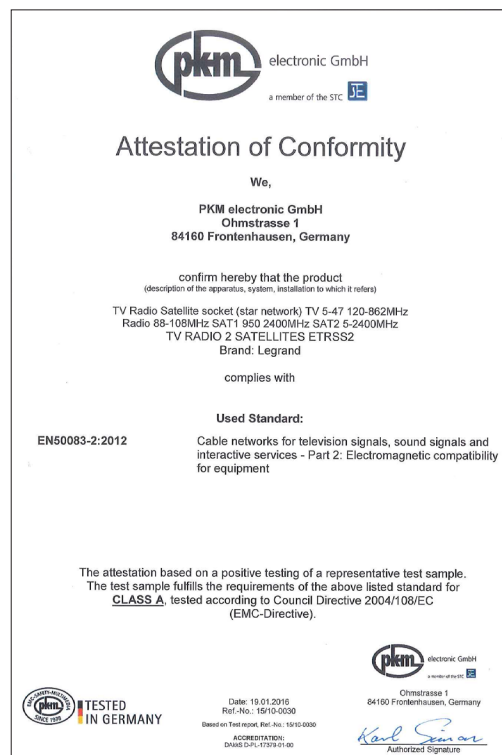 pkm electronic GmbH
a member of the STC
Attestation of Conformity
We,
PKM electronic GmbH
Ohmstrasse 1
84160 Frontenhausen, Germany
confirm hereby that the product
(description of the apparatus, system, installation to which it refers)
TV Radio Satellite socket (star network) TV 5-47 120-862MHz
Radio 88-108MHz SAT1 950 2400MHz SAT2 5-2400MHz
TV RADIO 2 SATELLITES ETRSS2
Brand: Legrand
complies with
Used Standard:
EN50083-2:2012 Cable networks for television signals, sound signals and
interactive services - Part 2: Electromagnetic compatibility
for equipment
The attestation based on a positive testing of a representative test sample.
The test sample fulfills the requirements of the above listed standard for
CLASS A, tested according to Council Directive 2004/108/EC
(EMC-Directive).
pkm electronic GmbH
a member of the STC
EMC-SAFETY-MULTIMEDIA
pkm
SINCE 1978
TESTED
IN GERMANY
Date: 19.01.2016
Ref.-No.: 15/10-0030
Based on Test report, Ref.-No.: 15/10-0030
ACCREDITATION:
DAkkS D-PL-17379-01-00
Ohmstrasse 1
84160 Frontenhausen, Germany
Authorized Signature